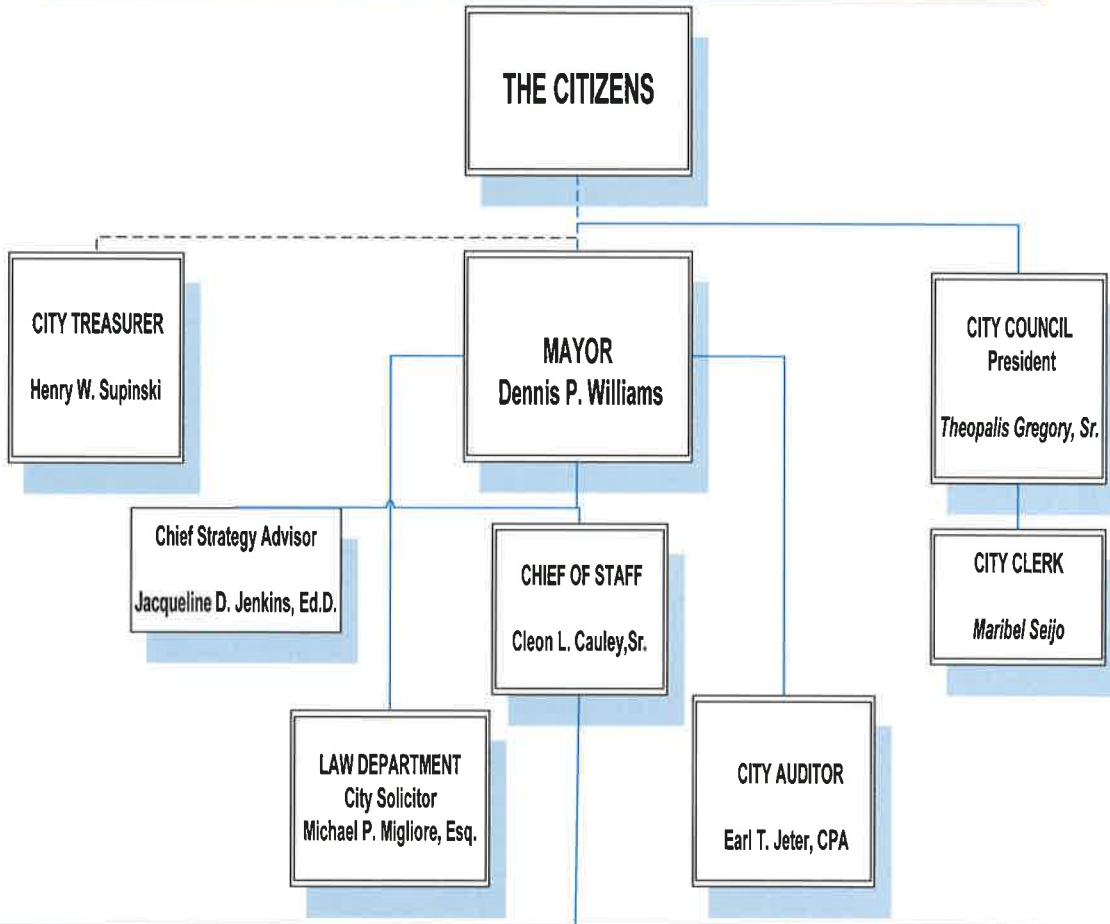 THE CITIZENS
CITY TREASURER
Henry W. Supinski
MAYOR
Dennis P. Williams
CITY COUNCIL
President
Theopalis Gregory, Sr.
Chief Strategy Advisor
Jacqueline D. Jenkins, Ed.D.
CHIEF OF STAFF
Cleon L. Cauley,Sr.
CITY CLERK
Maribel Seijo
LAW DEPARTMENT
City Solicitor
Michael P. Migliore, Esq.
CITY AUDITOR
Earl T. Jeter, CPA